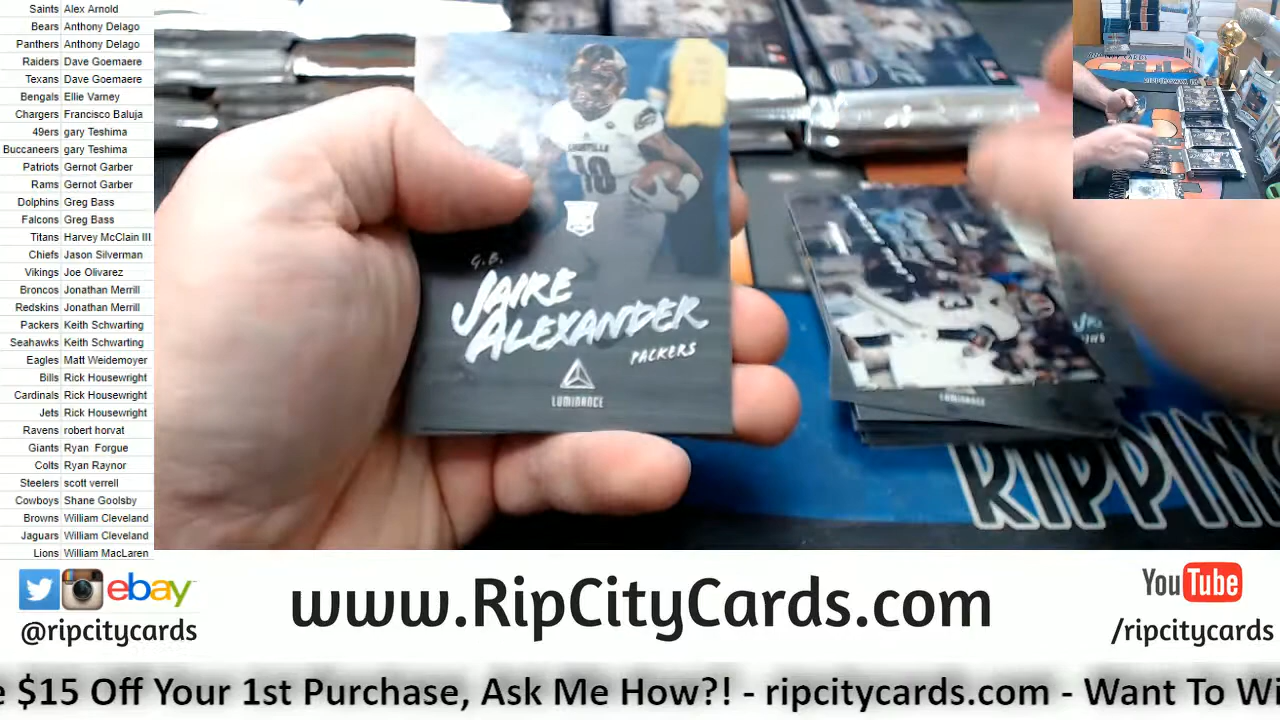 Saints Alex Arnold
Bears Anthony Delago
Panthers Anthony Delago
Raiders Dave Goemaere
Texans Dave Goemaere
Bengals Ellie Varney
Chargers Francisco Baluja
49ers gary Teshima
Buccaneers gary Teshima
Patriots Gernot Garber
Rams Gernot Garber
Dolphins Greg Bass
Falcons Greg Bass
Titans Harvey McClain III
Chiefs Jason Silverman
Vikings Joe Olivarez
Broncos Jonathan Merrill
Redskins Jonathan Merrill
Packers Keith Schwarting
Seahawks Keith Schwarting
Eagles Matt Weidemoyer
Bills Rick Housewright
Cardinals Rick Housewright
Jets Rick Housewright
Ravens robert horvat
Giants Ryan Forgue
Colts Ryan Raynor
Steelers scott verrell
Cowboys Shane Goolsby
Browns William Cleveland
Jaguars William Cleveland
Lions William MacLaren
LOUISVILLE
10
G.B.
JAIRE
ALEXANDER
PACKERS
LUMINANCE
LUMINANCE
RIPPING
ebay
@ripcitycards
www.RipCityCards.com
YouTube
/ripcitycards
e $15 Off Your 1st Purchase, Ask Me How?! - ripcitycards.com - Want To Wi